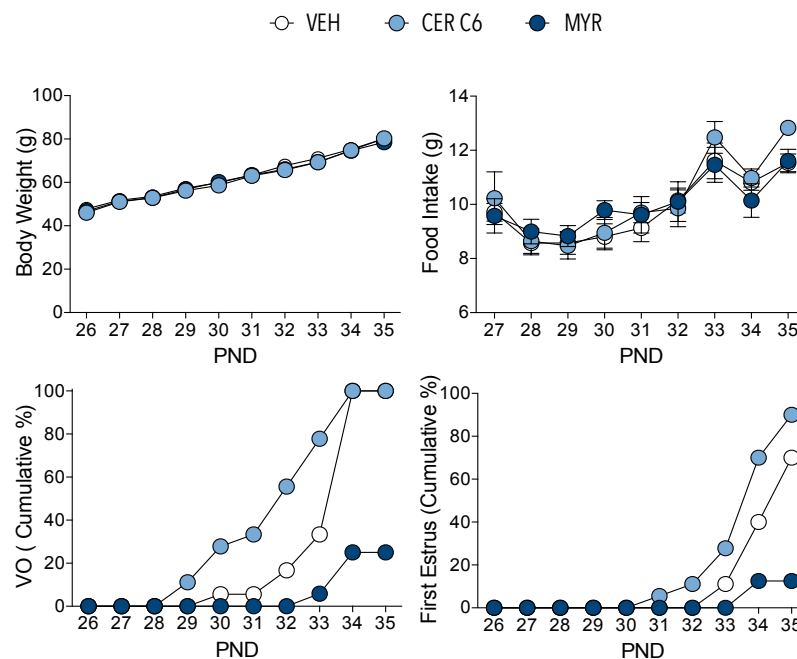 VEH CER C6 MYR
Body Weight (g)
100
80
60
40
20
0
26 27 28 29 30 31 32 33 34 35
PND
Food Intake (g)
14
12
10
8
6
27 28 29 30 31 32 33 34 35
PND
VO ( Cumulative %)
100
80
60
40
20
0
26 27 28 29 30 31 32 33 34 35
PND
First Estrus (Cumulative %)
100
80
60
40
20
0
26 27 28 29 30 31 32 33 34 35
PND